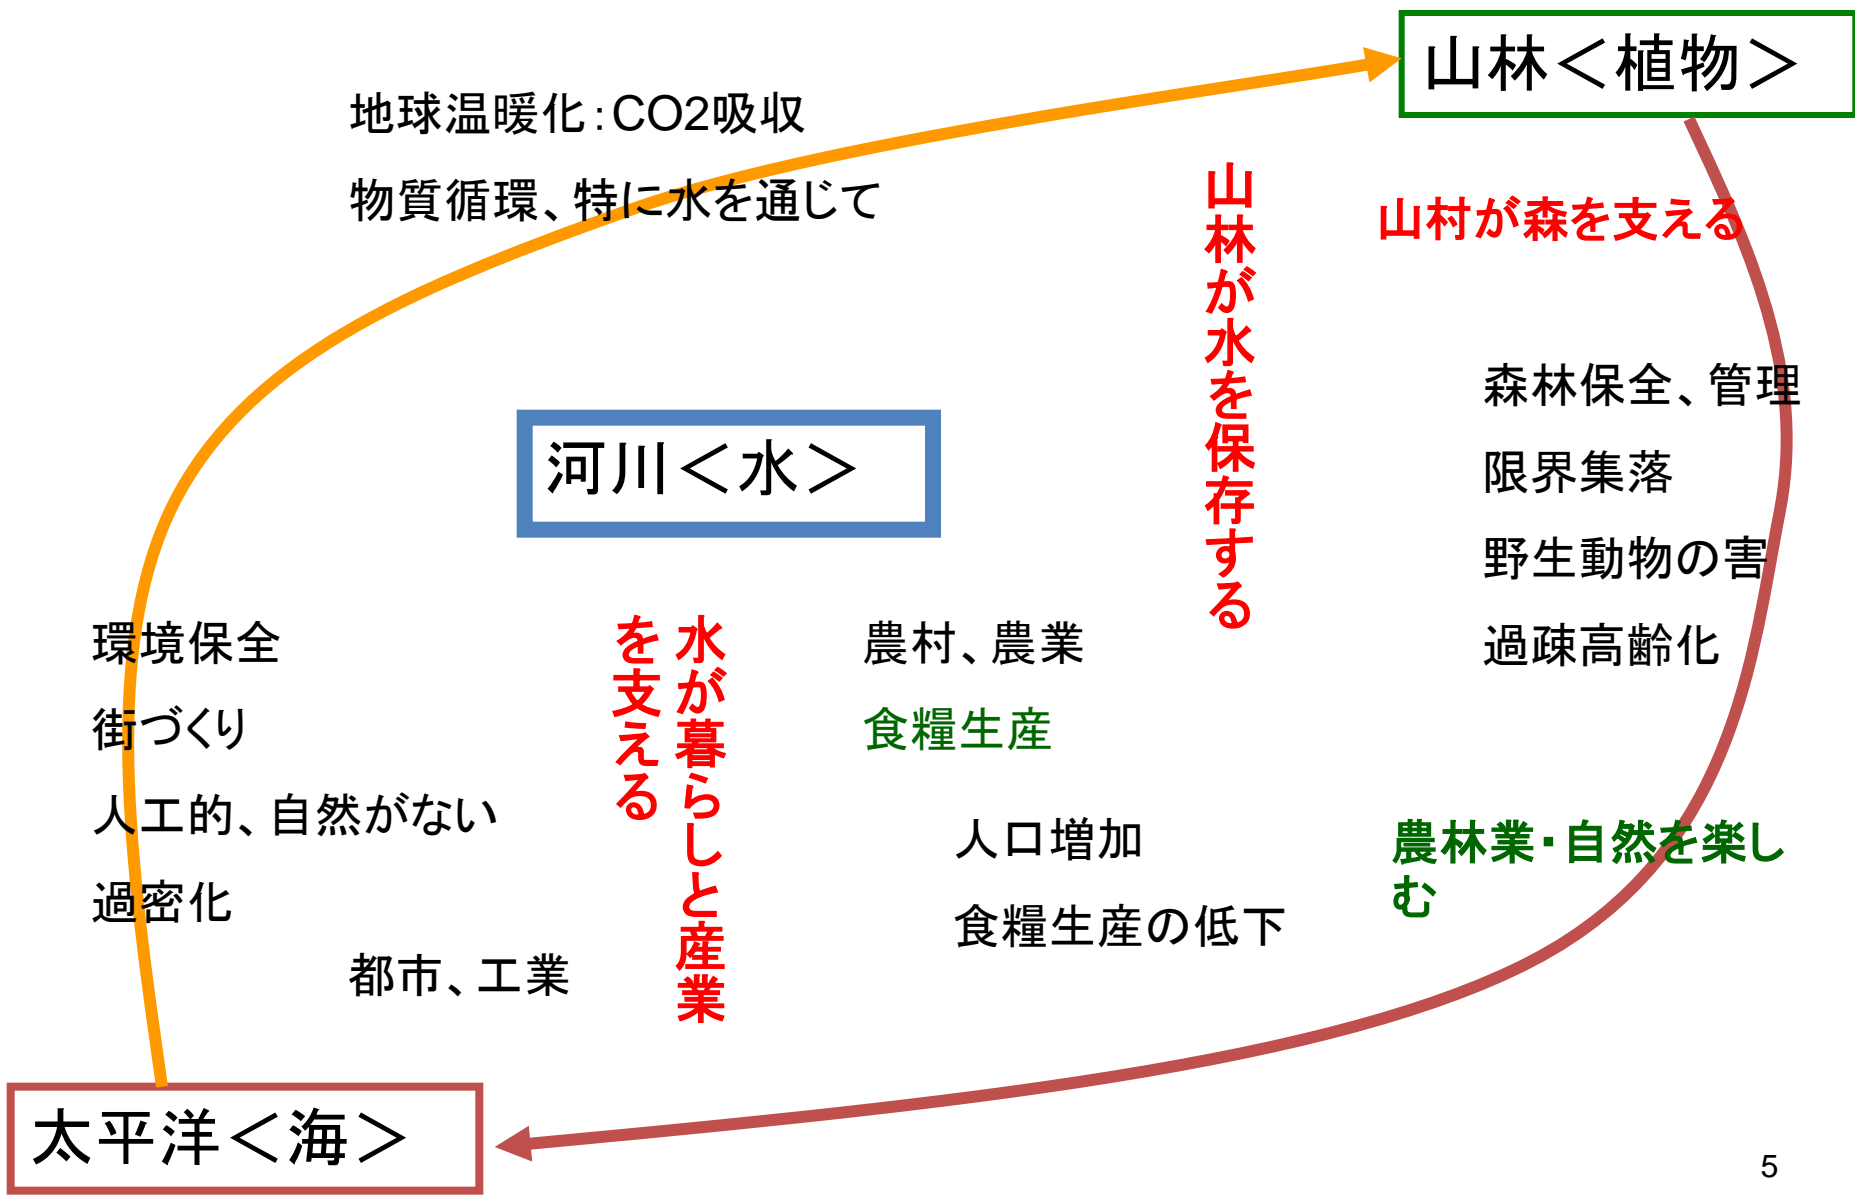 山林＜植物＞
地球温暖化：CO2吸収
物質循環、特に水を通じて
山林が水を保存する
山村が森を支える
森林保全、管理
限界集落
野生動物の害
過疎高齢化
河川＜水＞
環境保全
街づくり
人工的、自然がない
過密化
都市、工業
水が暮らしと産業
を支える
農村、農業
食糧生産
人口増加
食糧生産の低下
農林業・自然を楽し
む
太平洋＜海＞
5